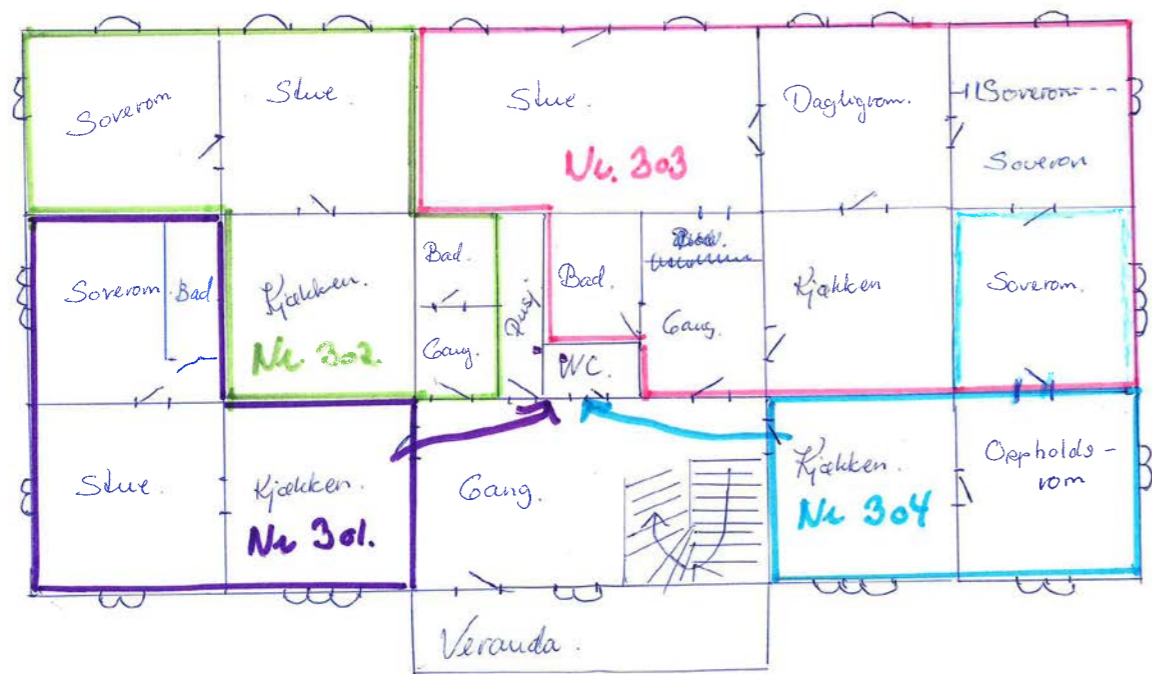 Soverom
Stue.
Stue.
Dagligrom.
Soverom
Soverom
Nr. 303
Soverom.
Bad
Kjøkken.
Nr. 302.
Bad.
Gang.
Dusj
Bad.
WC.
Gang.
Kjøkken
Soverom.
Stue.
Kjøkken.
Nr 301.
Gang.
Kjøkken.
Nr 304
Oppholds-
rom
Veranda.